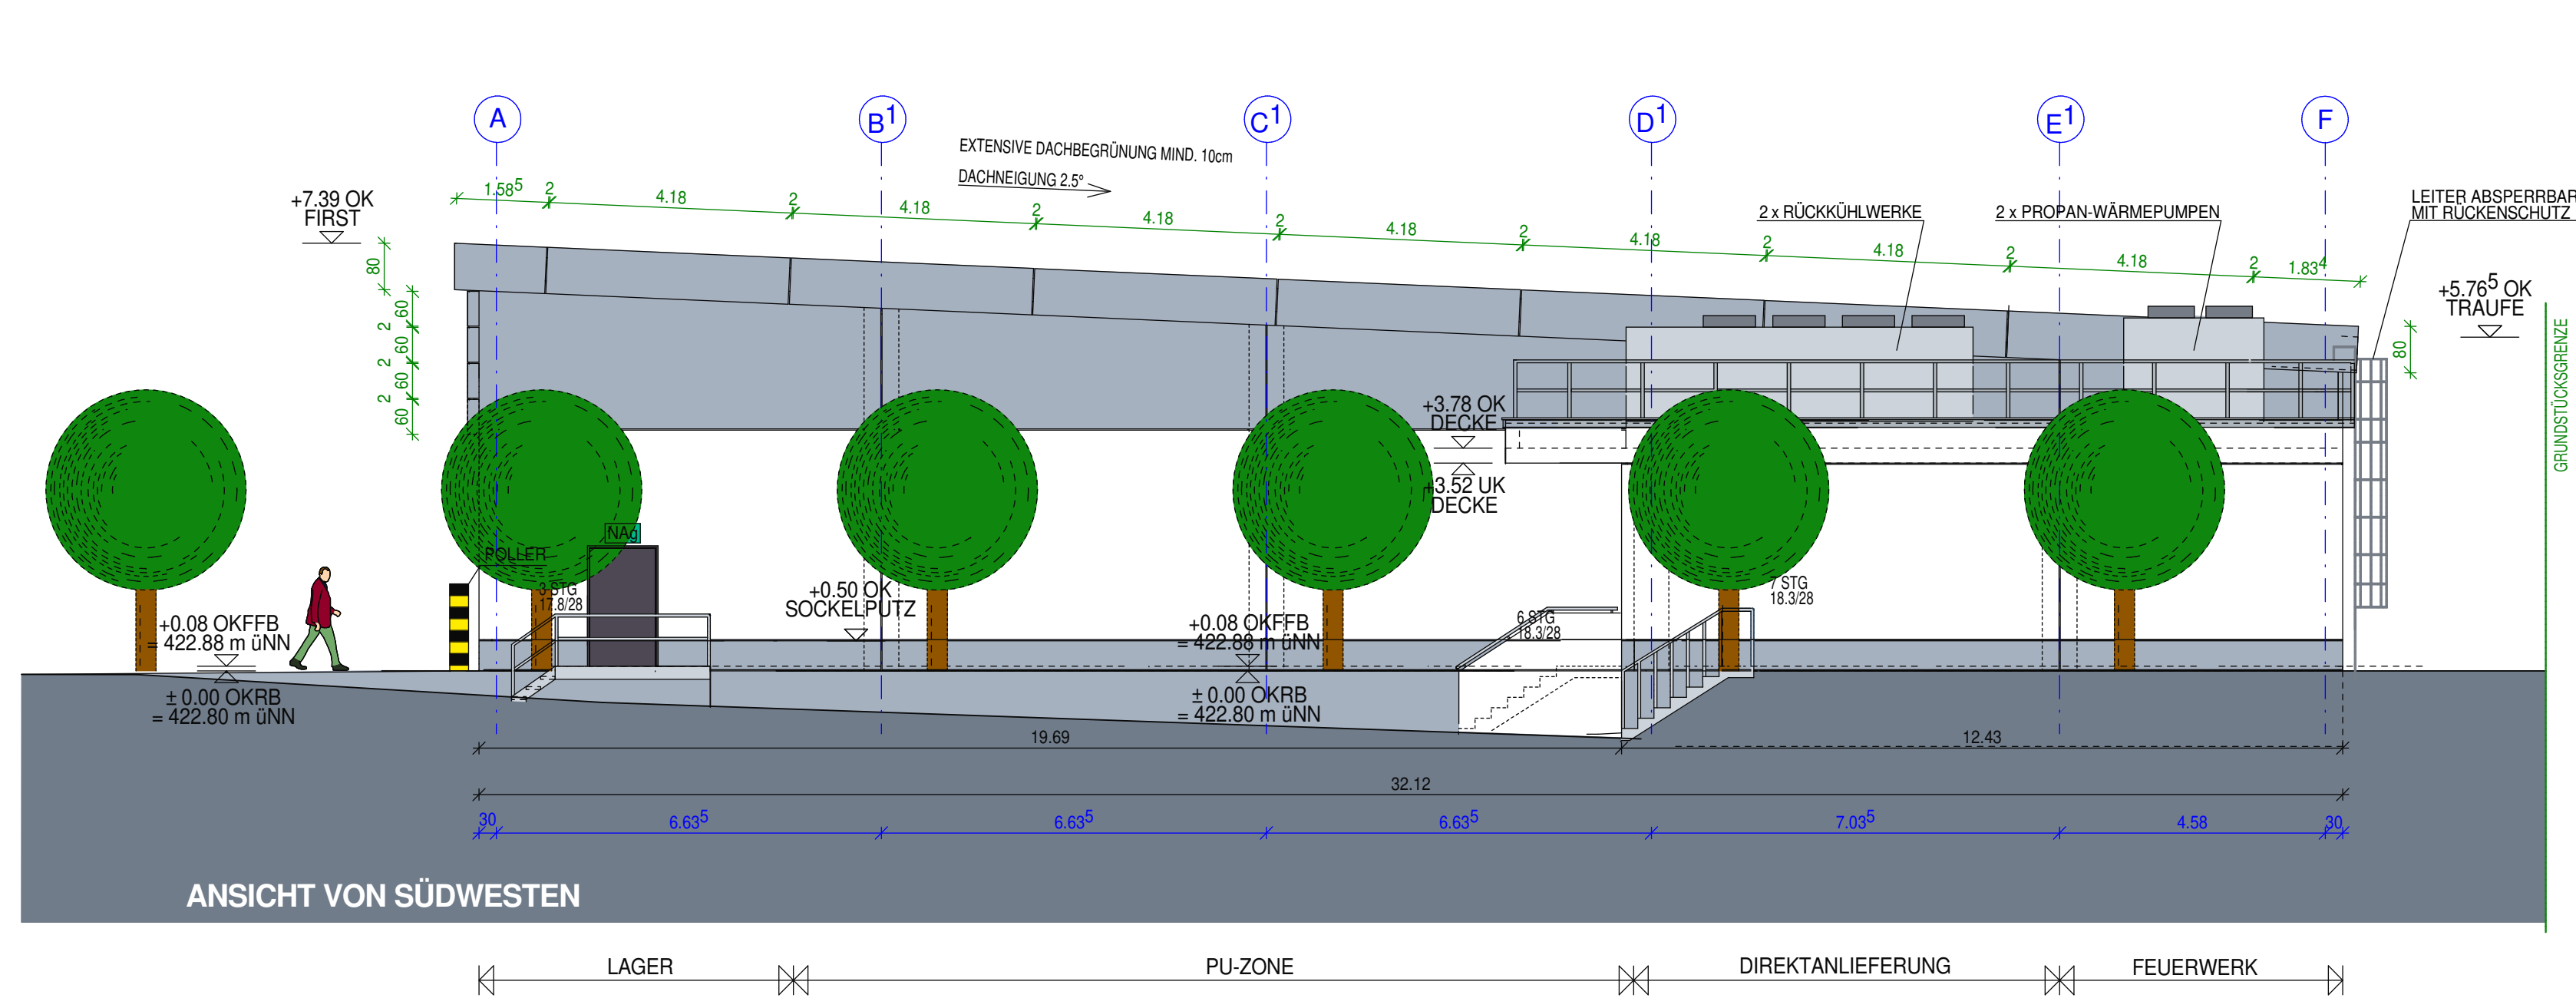 A
B1
C1
D1
E1
F
EXTENSIVE DACHBEGRÜNUNG MIND. 10cm
DACHNEIGUNG 2.5°
+7.39 OK
FIRST
1.58⁵
2
4.18
2
4.18
2
4.18
2
4.18
2
4.18
2
4.18
2
4.18
2
1.83⁴
2 x RÜCKKÜHLWERKE
2 x PROPAN-WÄRMEPUMPEN
LEITER ABSPERRBAR
MIT RÜCKENSCHUTZ
+5.76⁵ OK
TRAUFE
80
60
2
60
2
60
2
60
80
GRUNDSTÜCKSGRENZE
+3.78 OK
DECKE
+3.52 UK
DECKE
NAg
POLLER
3 STG
17.8/28
+0.50 OK
SOCKELPUTZ
7 STG
18.3/28
6 STG
18.3/28
+0.08 OKFFB
= 422.88 m üNN
± 0.00 OKRB
= 422.80 m üNN
+0.08 OKFFB
= 422.88 m üNN
± 0.00 OKRB
= 422.80 m üNN
19.69
12.43
32.12
30
6.63⁵
6.63⁵
6.63⁵
7.03⁵
4.58
30
ANSICHT VON SÜDWESTEN
LAGER
PU-ZONE
DIREKTANLIEFERUNG
FEUERWERK